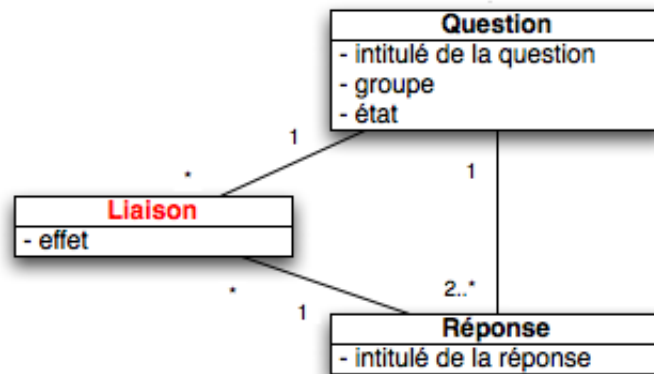 Question
- intitulé de la question
- groupe
- état
1
1
*
Liaison
- effet
*
1
2..*
Réponse
- intitulé de la réponse